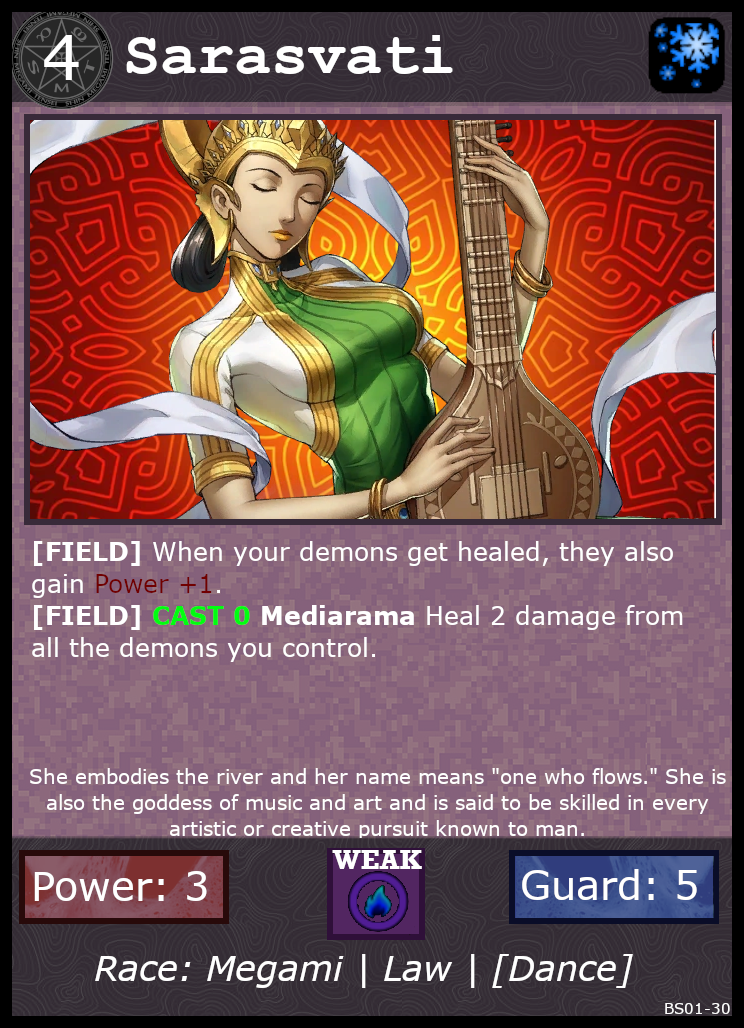 4 Sarasvati
[FIELD] When your demons get healed, they also
gain Power +1.
[FIELD] CAST 0 Mediarama Heal 2 damage from
all the demons you control.
She embodies the river and her name means "one who flows." She is
also the goddess of music and art and is said to be skilled in every
artistic or creative pursuit known to man.
Power: 3
WEAK
Guard: 5
Race: Megami | Law | [Dance]
BS01-30